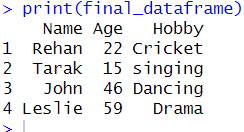 > print(final_dataframe)
Name Age Hobby
1 Rehan 22 Cricket
2 Tarak 15 singing
3 John 46 Dancing
4 Leslie 59 Drama
>